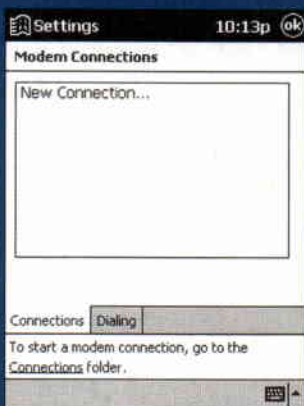 Settings 10:13p ok
Modem Connections
New Connection...
Connections Dialing
To start a modem connection, go to the
Connections folder.